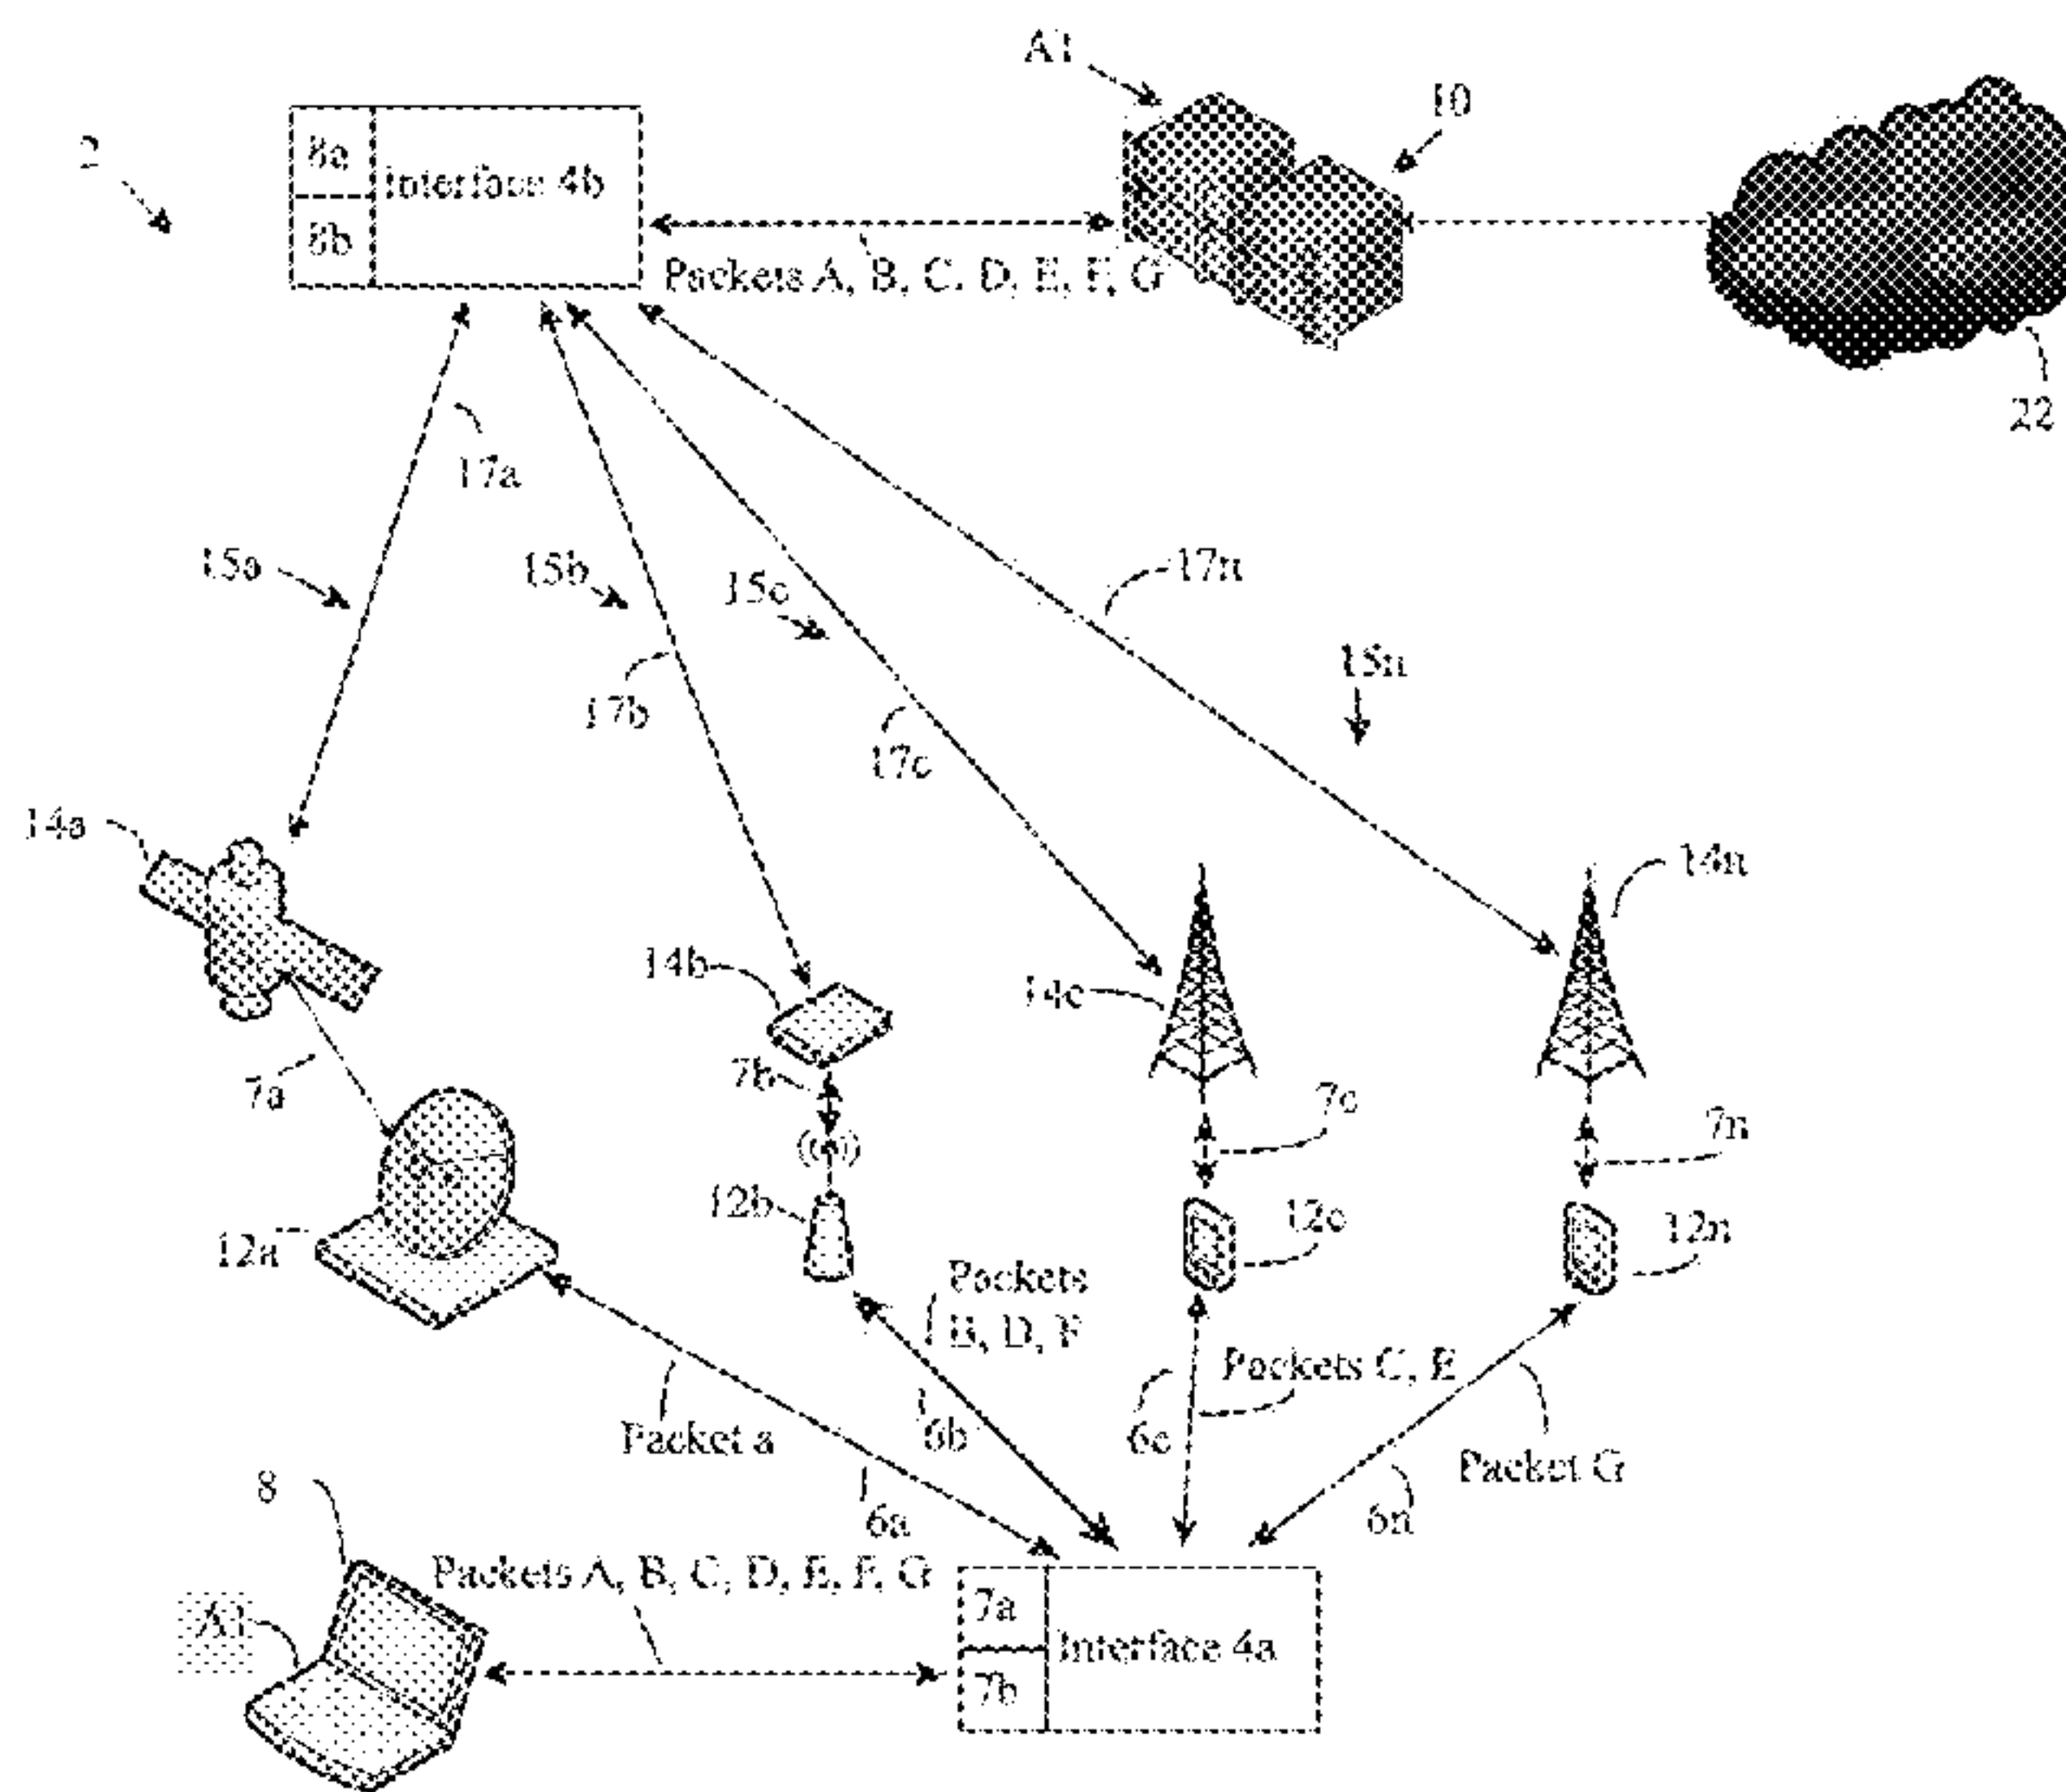 A1
10
2
8a
Interface 4b
8b
Packets A, B, C, D, E, F, G
22
17a
15a
15b
15c
17n
15n
17b
17c
14a
14b
14c
14n
7a
7b
7c
7n
12a
12b
12c
12n
Packets
B, D, F
Packets C, E
Packet a
6b
6c
Packet G
6a
6n
8
Packets A, B, C, D, E, F, G
A1
7a
Interface 4a
7b